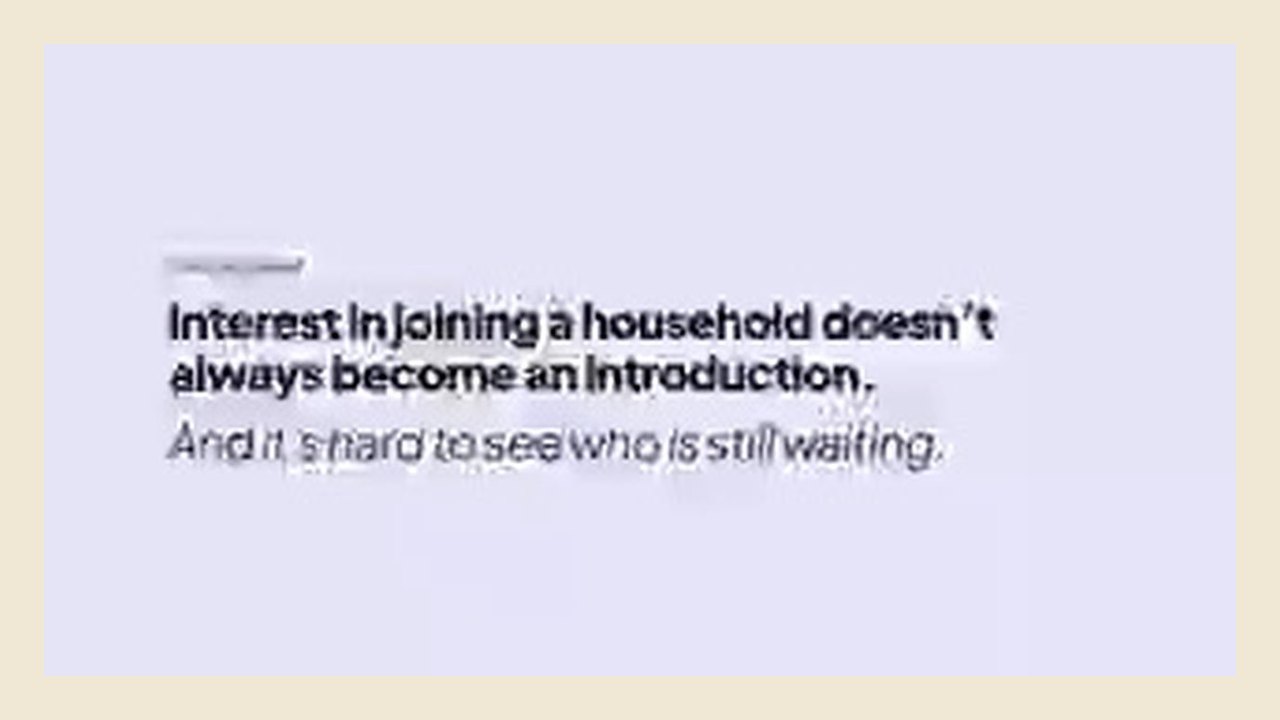 Interest in joining a household doesn't
always become an introduction.
And it's hard to see who is still waiting.